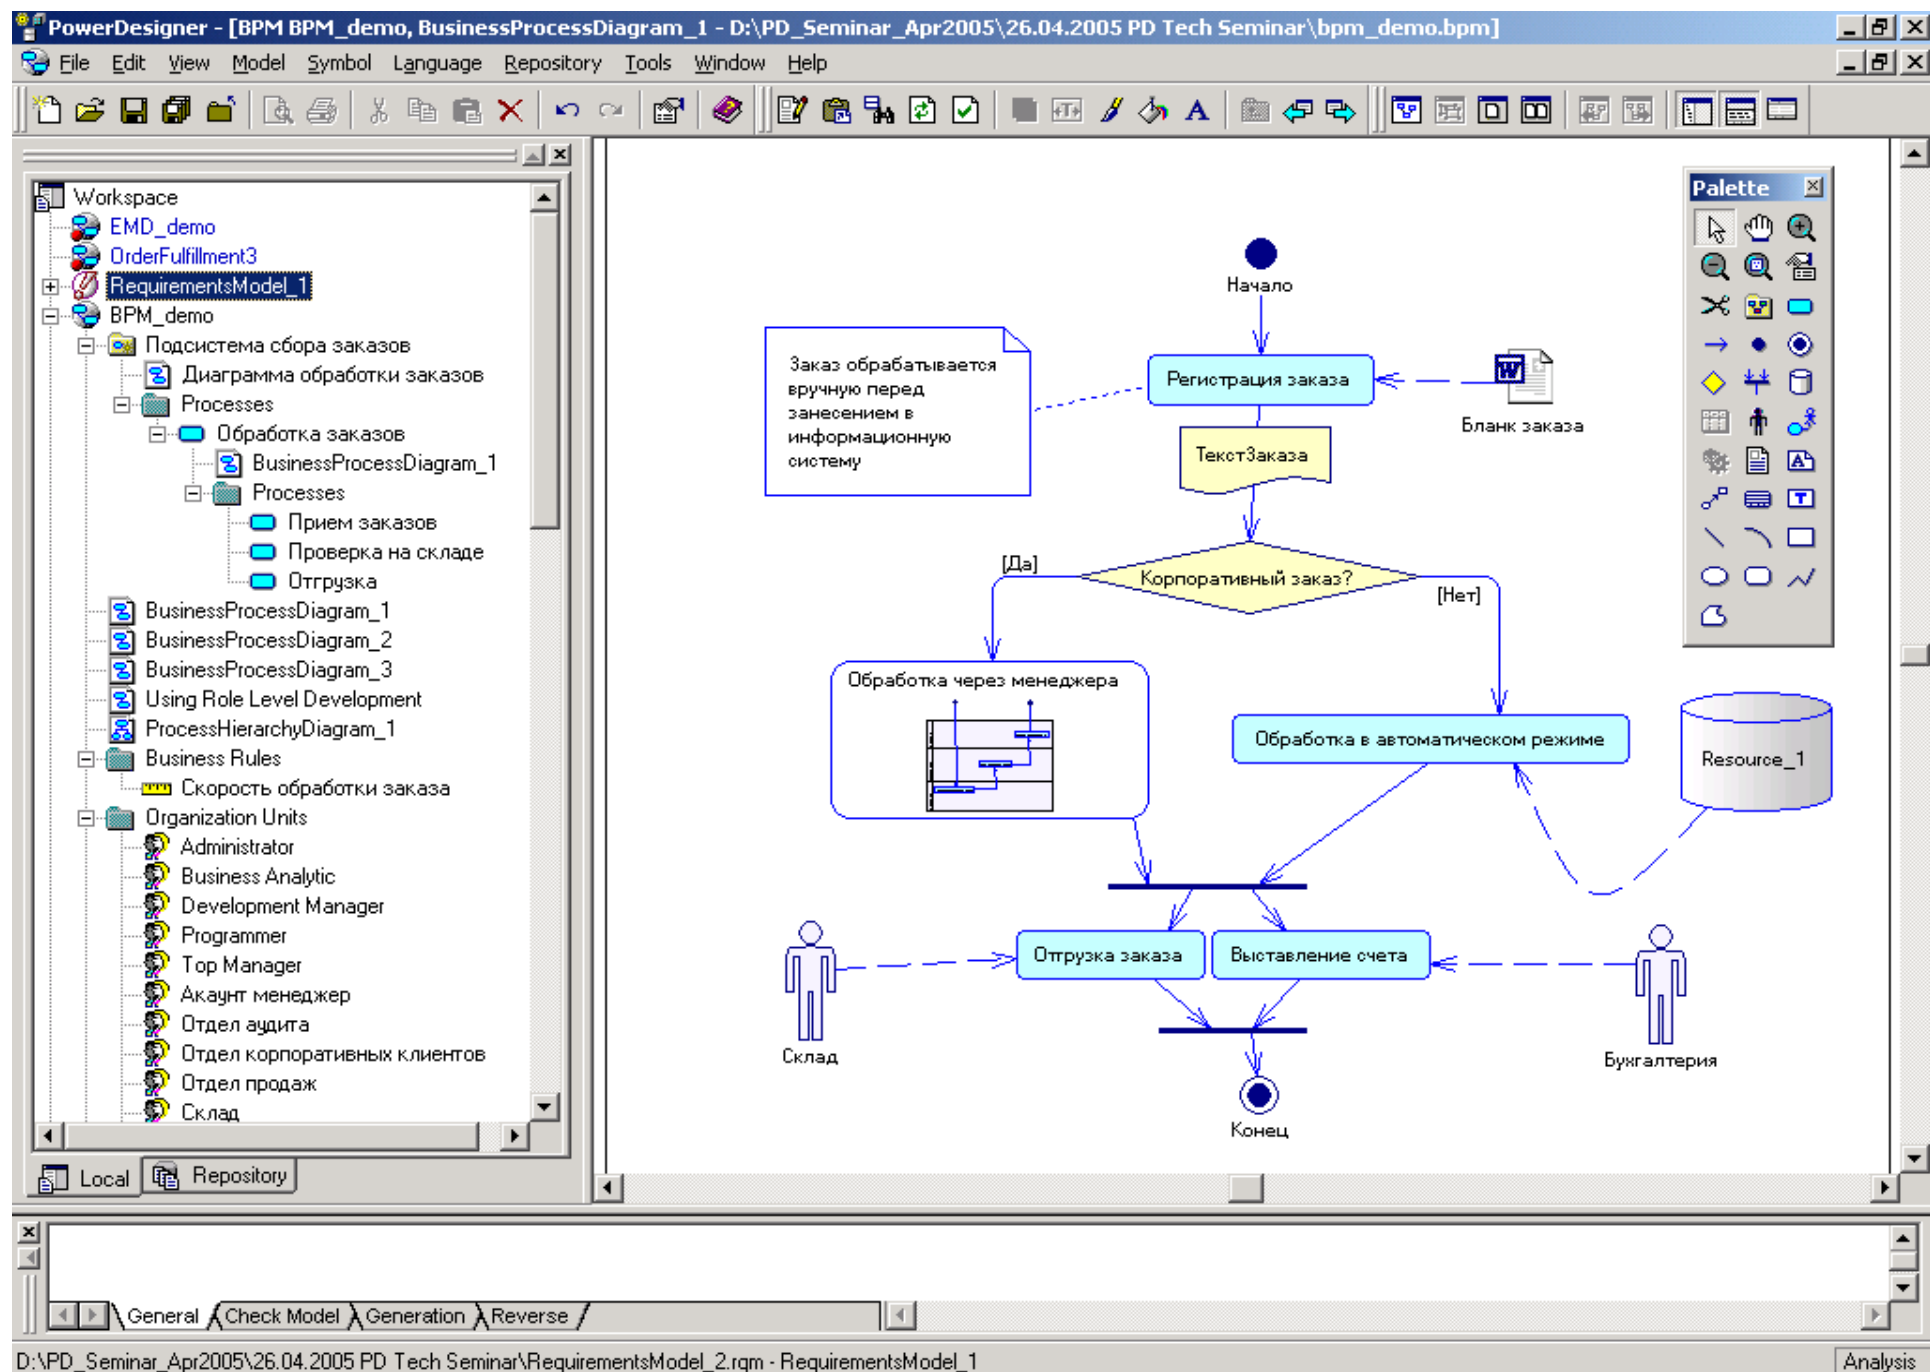 PowerDesigner - [BPM BPM_demo, BusinessProcessDiagram_1 - D:\PD_Seminar_Apr2005\26.04.2005 PD Tech Seminar\bpm_demo.bpm]
File Edit View Model Symbol Language Repository Tools Window Help
Workspace
EMD_demo
OrderFulfillment3
RequirementsModel_1
BPM_demo
Подсистема сбора заказов
Диаграмма обработки заказов
Processes
Обработка заказов
BusinessProcessDiagram_1
Processes
Прием заказов
Проверка на складе
Отгрузка
BusinessProcessDiagram_1
BusinessProcessDiagram_2
BusinessProcessDiagram_3
Using Role Level Development
ProcessHierarchyDiagram_1
Business Rules
Скорость обработки заказа
Organization Units
Administrator
Business Analytic
Development Manager
Programmer
Top Manager
Акаунт менеджер
Отдел аудита
Отдел корпоративных клиентов
Отдел продаж
Склад
Local Repository
Начало
Заказ обрабатывается
вручную перед
занесением в
информационную
систему
Регистрация заказа
W
Бланк заказа
ТекстЗаказа
Корпоративный заказ?
[Да]
[Нет]
Обработка через менеджера
Обработка в автоматическом режиме
Resource_1
Отгрузка заказа
Выставление счета
Склад
Бухгалтерия
Конец
Palette
General Check Model Generation Reverse
D:\PD_Seminar_Apr2005\26.04.2005 PD Tech Seminar\RequirementsModel_2.rqm - RequirementsModel_1
Analysis